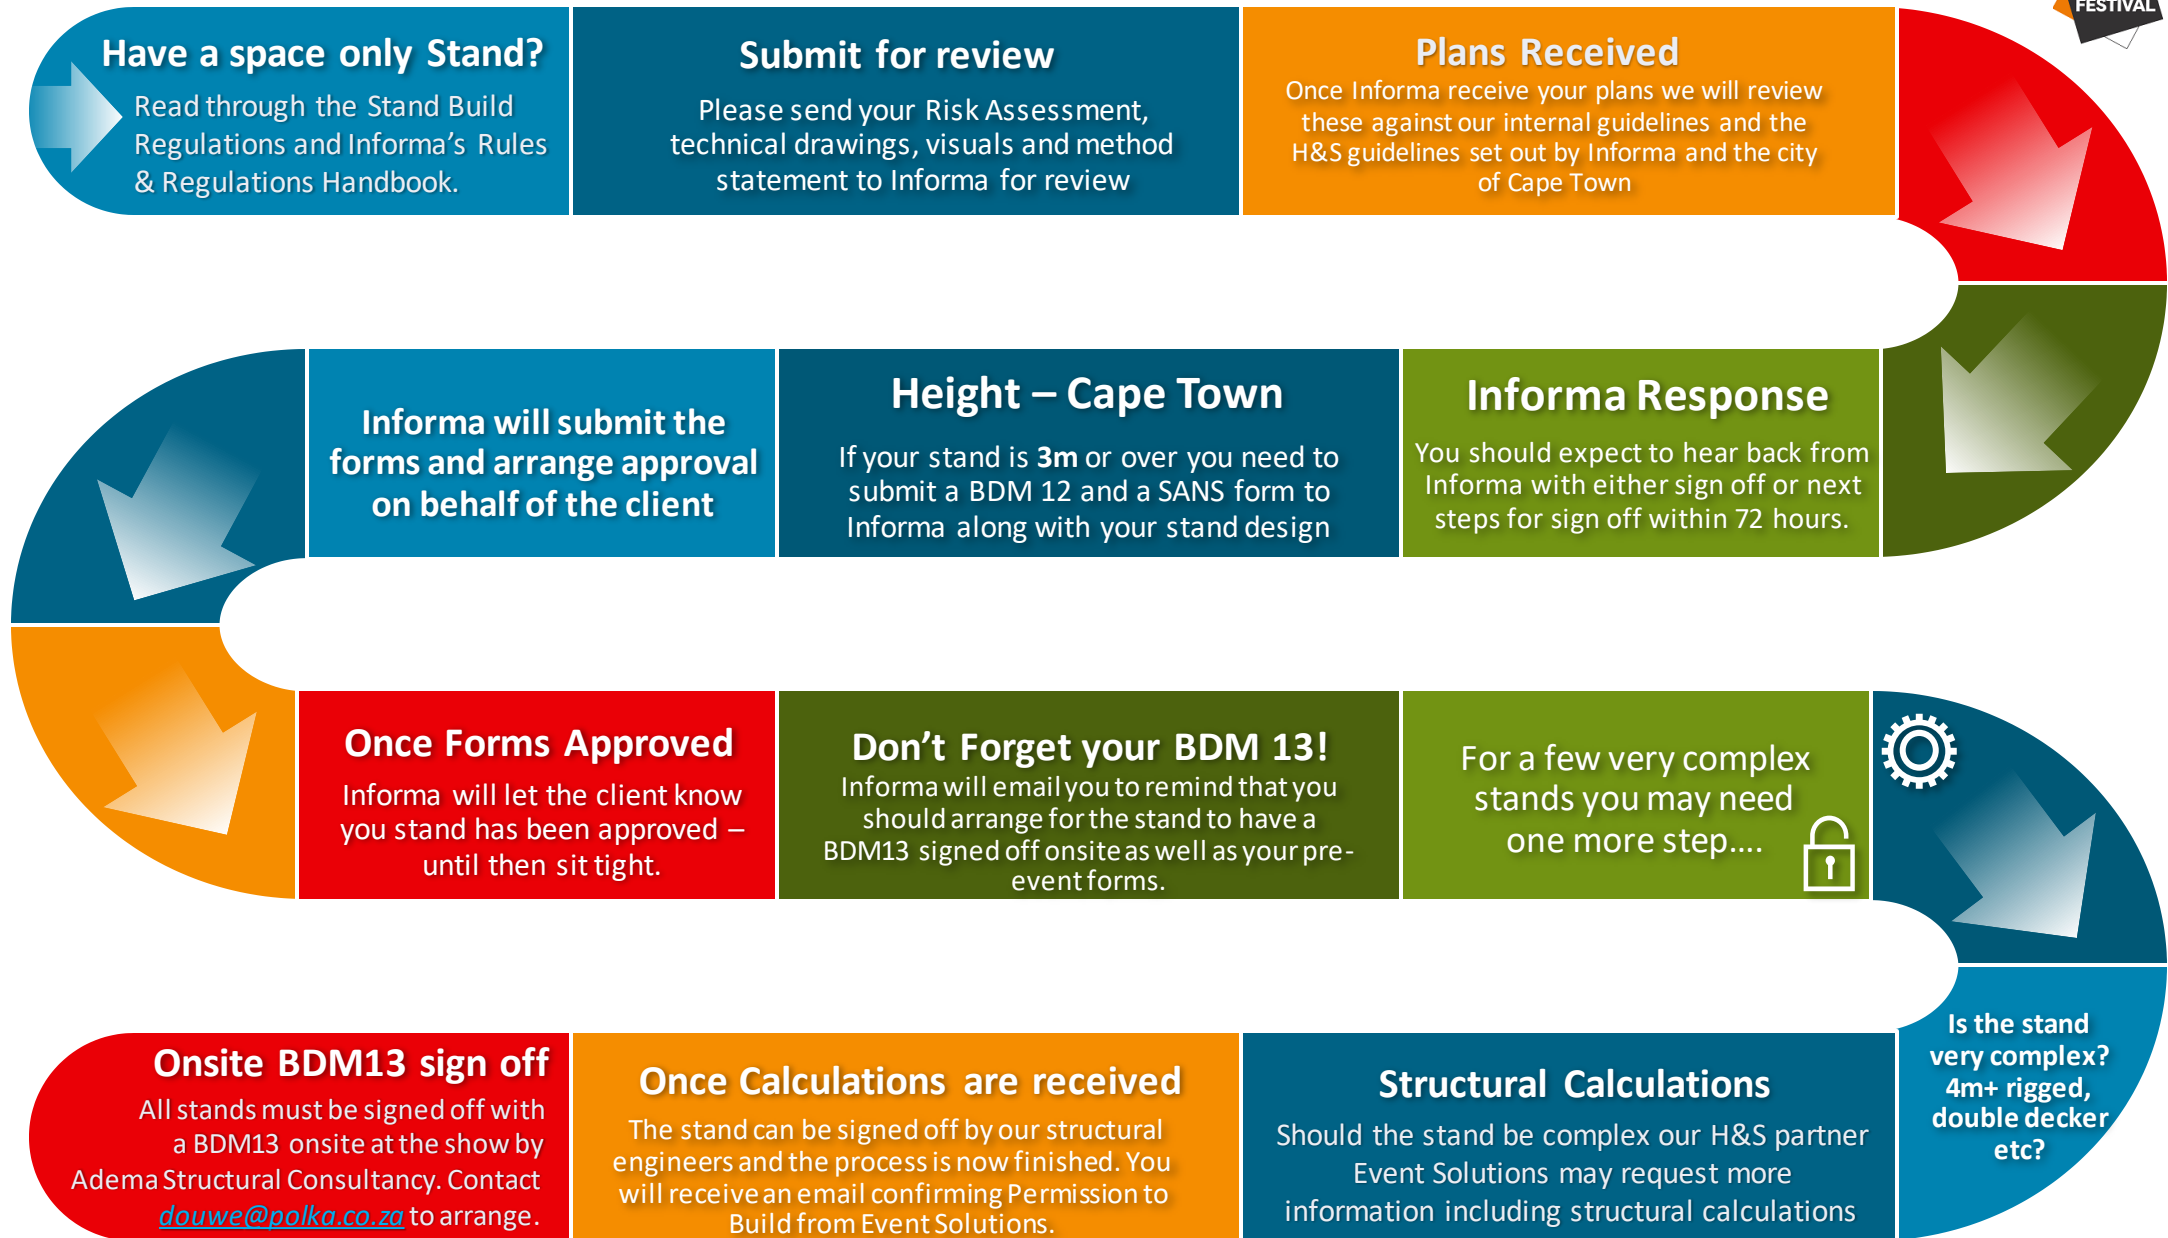 FESTIVAL
Have a space only Stand?
Read through the Stand Build
Regulations and Informa's Rules
& Regulations Handbook.
Submit for review
Please send your Risk Assessment,
technical drawings, visuals and method
statement to Informa for review
Plans Received
Once Informa receive your plans we will review
these against our internal guidelines and the
H&S guidelines set out by Informa and the city
of Cape Town
Informa Response
You should expect to hear back from
Informa with either sign off or next
steps for sign off within 72 hours.
Height – Cape Town
If your stand is 3m or over you need to
submit a BDM 12 and a SANS form to
Informa along with your stand design
Informa will submit the
forms and arrange approval
on behalf of the client
Once Forms Approved
Informa will let the client know
you stand has been approved –
until then sit tight.
Don't Forget your BDM 13!
Informa will email you to remind that you
should arrange for the stand to have a
BDM13 signed off onsite as well as your pre-
event forms.
For a few very complex
stands you may need
one more step....
Is the stand
very complex?
4m+ rigged,
double decker
etc?
Structural Calculations
Should the stand be complex our H&S partner
Event Solutions may request more
information including structural calculations
Once Calculations are received
The stand can be signed off by our structural
engineers and the process is now finished. You
will receive an email confirming Permission to
Build from Event Solutions.
Onsite BDM13 sign off
All stands must be signed off with
a BDM13 onsite at the show by
Adema Structural Consultancy. Contact
douwe@polka.co.za to arrange.